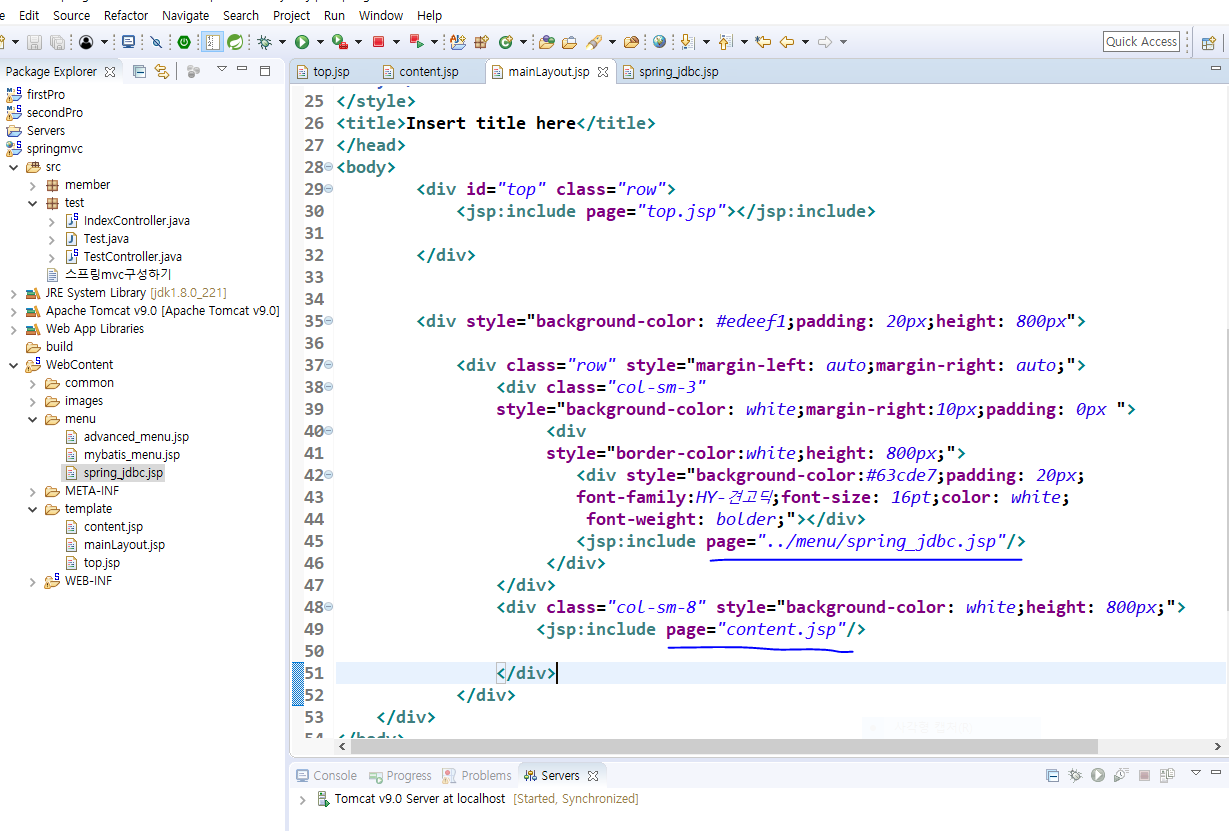 Edit Source Refactor Navigate Search Project Run Window Help
Quick Access
Package Explorer
firstPro
secondPro
Servers
springmvc
src
member
test
IndexController.java
Test.java
TestController.java
스프링mvc구성하기
JRE System Library [jdk1.8.0_221]
Apache Tomcat v9.0 [Apache Tomcat v9.0]
Web App Libraries
build
WebContent
common
images
menu
advanced_menu.jsp
mybatis_menu.jsp
spring_jdbc.jsp
META-INF
template
content.jsp
mainLayout.jsp
top.jsp
WEB-INF
top.jsp content.jsp mainLayout.jsp spring_jdbc.jsp
25 </style>
26 <title>Insert title here</title>
27 </head>
28 <body>
29 <div id="top" class="row">
30 <jsp:include page="top.jsp"></jsp:include>
31
32 </div>
33
34
35 <div style="background-color: #edeef1;padding: 20px;height: 800px">
36
37 <div class="row" style="margin-left: auto;margin-right: auto;">
38 <div class="col-sm-3"
39 style="background-color: white;margin-right:10px;padding: 0px ">
40 <div
41 style="border-color:white;height: 800px;">
42 <div style="background-color:#63cde7;padding: 20px;
43 font-family:HY-견고딕;font-size: 16pt;color: white;
44 font-weight: bolder;"></div>
45 <jsp:include page="../menu/spring_jdbc.jsp"/>
46 </div>
47 </div>
48 <div class="col-sm-8" style="background-color: white;height: 800px;">
49 <jsp:include page="content.jsp"/>
50
51 </div>
52 </div>
53 </div>
54 </body>
Console Progress Problems Servers
Tomcat v9.0 Server at localhost [Started, Synchronized]